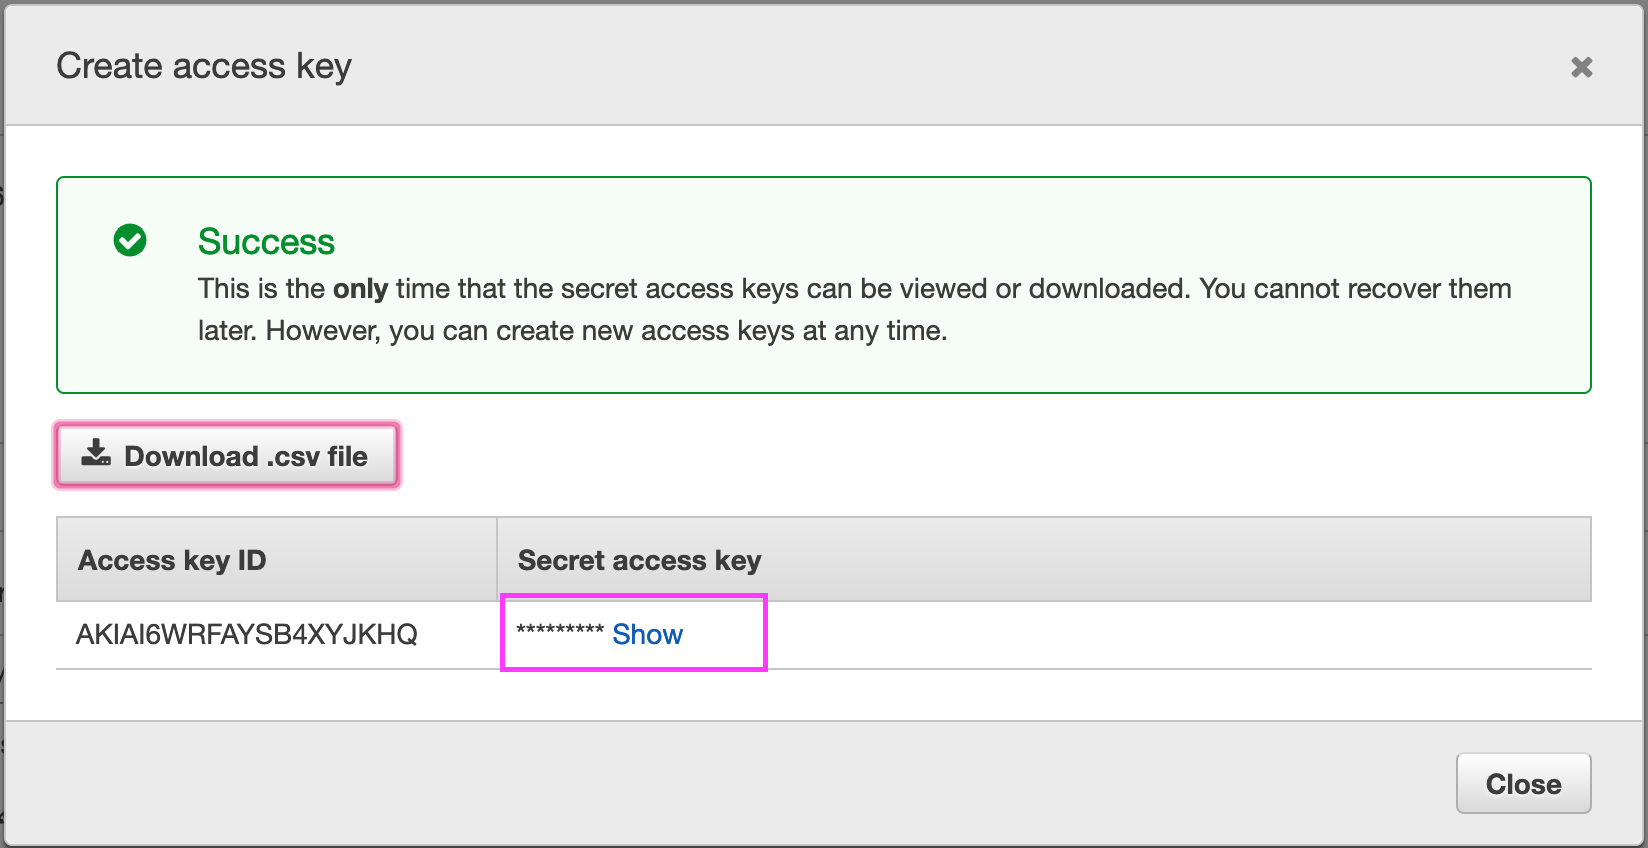 Create access key
Success
This is the only time that the secret access keys can be viewed or downloaded. You cannot recover them
later. However, you can create new access keys at any time.
Download .csv file
Access key ID Secret access key
AKIAI6WRFAYSB4XYJKHQ ********* Show
Close